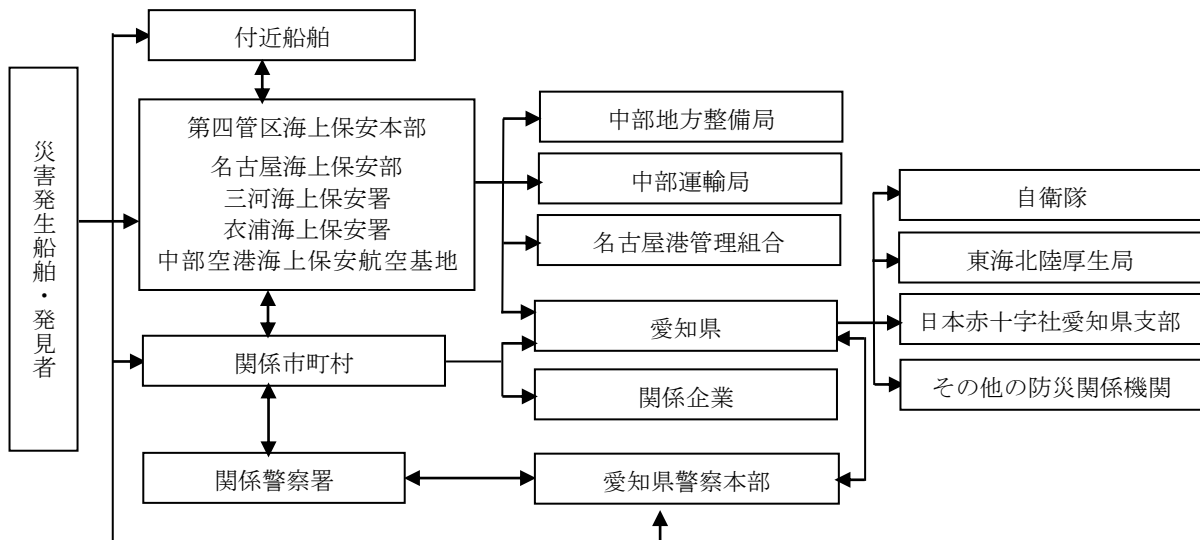 災害発生船舶・発見者
付近船舶
第四管区海上保安本部
名古屋海上保安部
三河海上保安署
衣浦海上保安署
中部空港海上保安航空基地
関係市町村
関係警察署
中部地方整備局
中部運輸局
名古屋港管理組合
愛知県
関係企業
愛知県警察本部
自衛隊
東海北陸厚生局
日本赤十字社愛知県支部
その他の防災関係機関